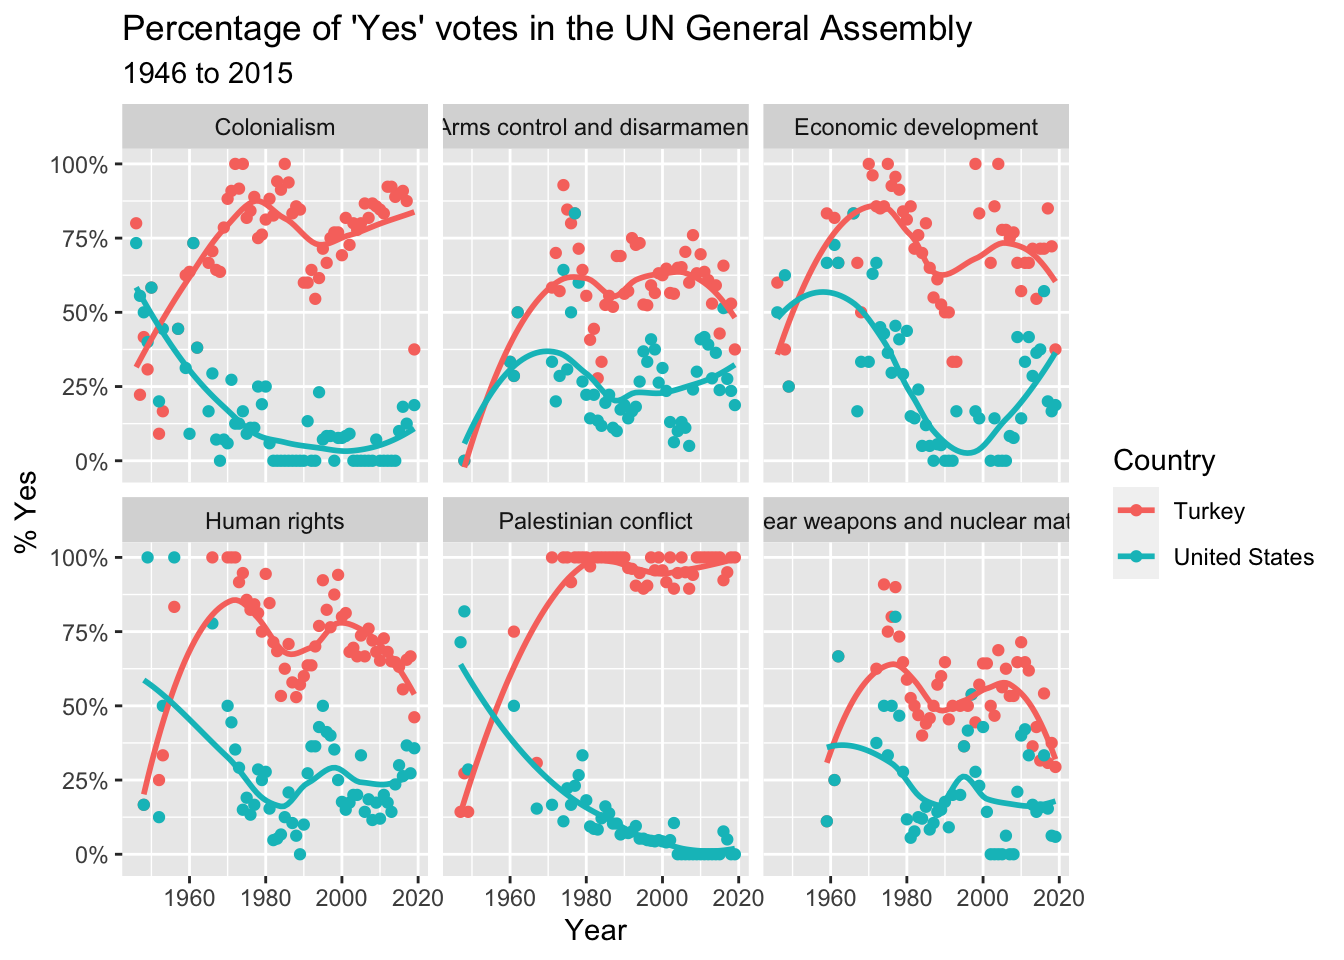 Percentage of 'Yes' votes in the UN General Assembly
1946 to 2015
Colonialism
Arms control and disarmamen
Economic development
100%
75%
50%
25%
0%
Human rights
Palestinian conflict
ear weapons and nuclear mat
100%
75%
50%
25%
0%
1960 1980 2000 2020
1960 1980 2000 2020
1960 1980 2000 2020
Year
% Yes
Country
Turkey
United States